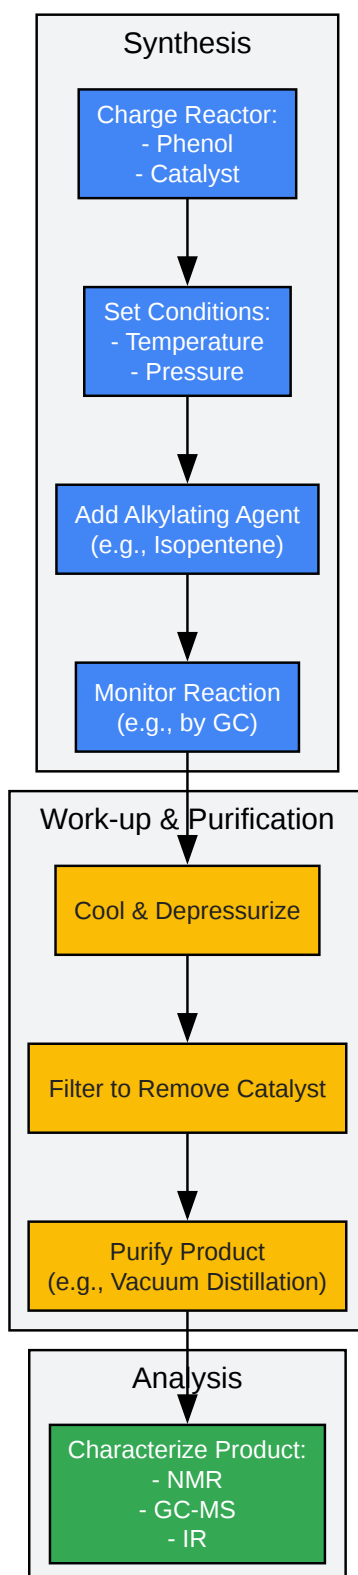 Synthesis
Charge Reactor:
- Phenol
- Catalyst
Set Conditions:
- Temperature
- Pressure
Add Alkylating Agent
(e.g., Isopentene)
Monitor Reaction
(e.g., by GC)
Work-up & Purification
Cool & Depressurize
Filter to Remove Catalyst
Purify Product
(e.g., Vacuum Distillation)
Analysis
Characterize Product:
- NMR
- GC-MS
- IR